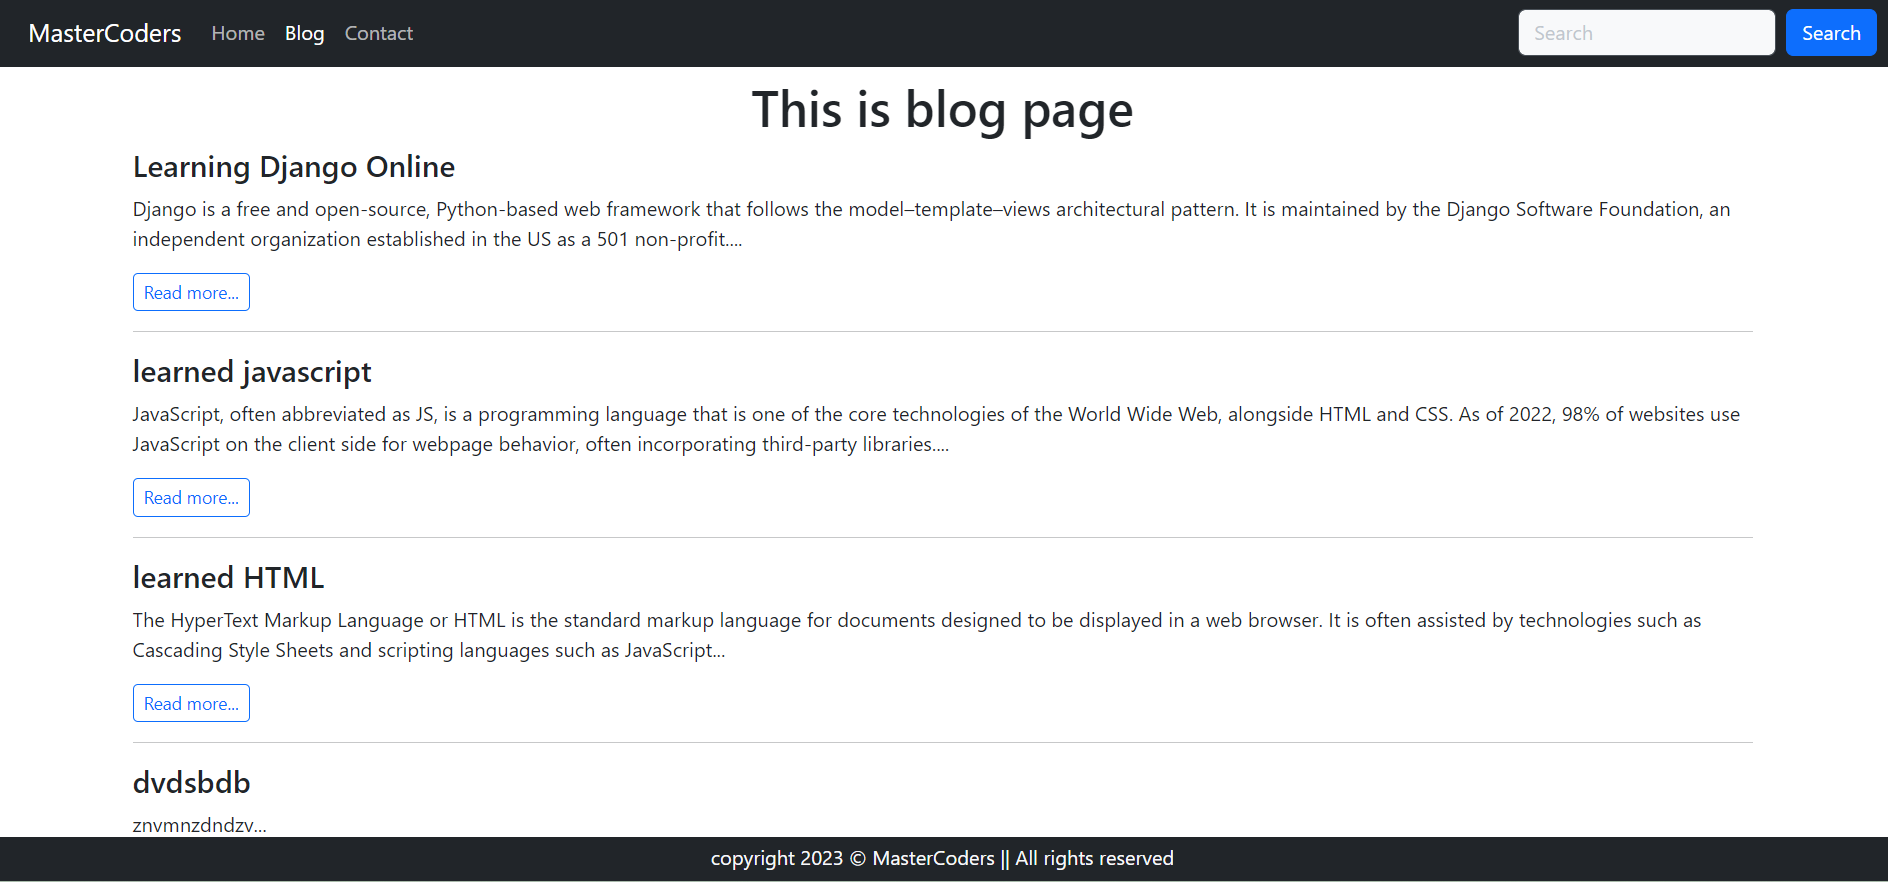 MasterCoders Home Blog Contact Search Search
This is blog page
Learning Django Online
Django is a free and open-source, Python-based web framework that follows the model–template–views architectural pattern. It is maintained by the Django Software Foundation, an
independent organization established in the US as a 501 non-profit....
Read more...
learned javascript
JavaScript, often abbreviated as JS, is a programming language that is one of the core technologies of the World Wide Web, alongside HTML and CSS. As of 2022, 98% of websites use
JavaScript on the client side for webpage behavior, often incorporating third-party libraries....
Read more...
learned HTML
The HyperText Markup Language or HTML is the standard markup language for documents designed to be displayed in a web browser. It is often assisted by technologies such as
Cascading Style Sheets and scripting languages such as JavaScript...
Read more...
dvdsbdb
znvmnzdndzv...
copyright 2023 © MasterCoders || All rights reserved